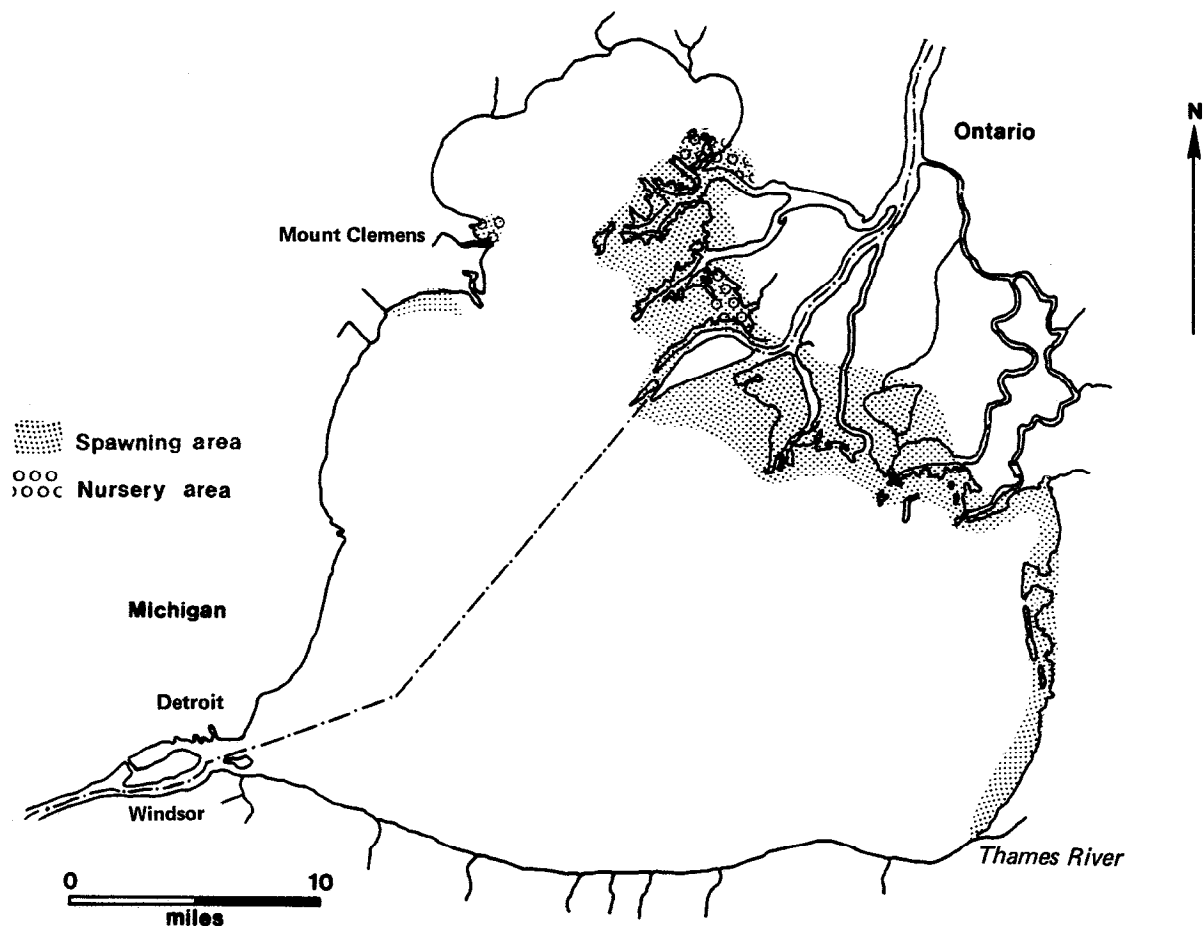 N
Ontario
Mount Clemens
Spawning area
Nursery area
Michigan
Detroit
Windsor
Thames River
0 10
miles